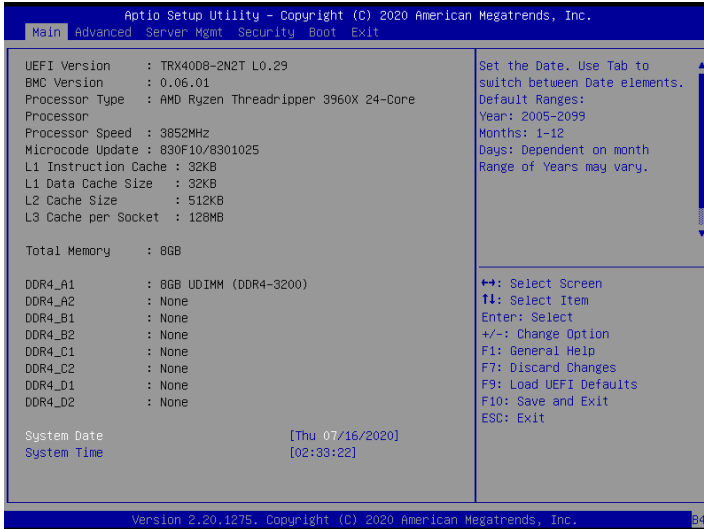 Aptio Setup Utility – Copyright (C) 2020 American Megatrends, Inc.
Main Advanced Server Mgmt Security Boot Exit
UEFI Version : TRX40D8-2N2T L0.29
BMC Version : 0.06.01
Processor Type : AMD Ryzen Threadripper 3960X 24-Core
Processor
Processor Speed : 3852MHz
Microcode Update : 830F10/8301025
L1 Instruction Cache : 32KB
L1 Data Cache Size : 32KB
L2 Cache Size : 512KB
L3 Cache per Socket : 128MB
Total Memory : 8GB
DDR4_A1 : 8GB UDIMM (DDR4-3200)
DDR4_A2 : None
DDR4_B1 : None
DDR4_B2 : None
DDR4_C1 : None
DDR4_C2 : None
DDR4_D1 : None
DDR4_D2 : None
System Date [Thu 07/16/2020]
System Time [02:33:22]
Set the Date. Use Tab to
switch between Date elements.
Default Ranges:
Year: 2005-2099
Months: 1-12
Days: Dependent on month
Range of Years may vary.
↔: Select Screen
↑↓: Select Item
Enter: Select
+/-: Change Option
F1: General Help
F7: Discard Changes
F9: Load UEFI Defaults
F10: Save and Exit
ESC: Exit
Version 2.20.1275. Copyright (C) 2020 American Megatrends, Inc.
B4